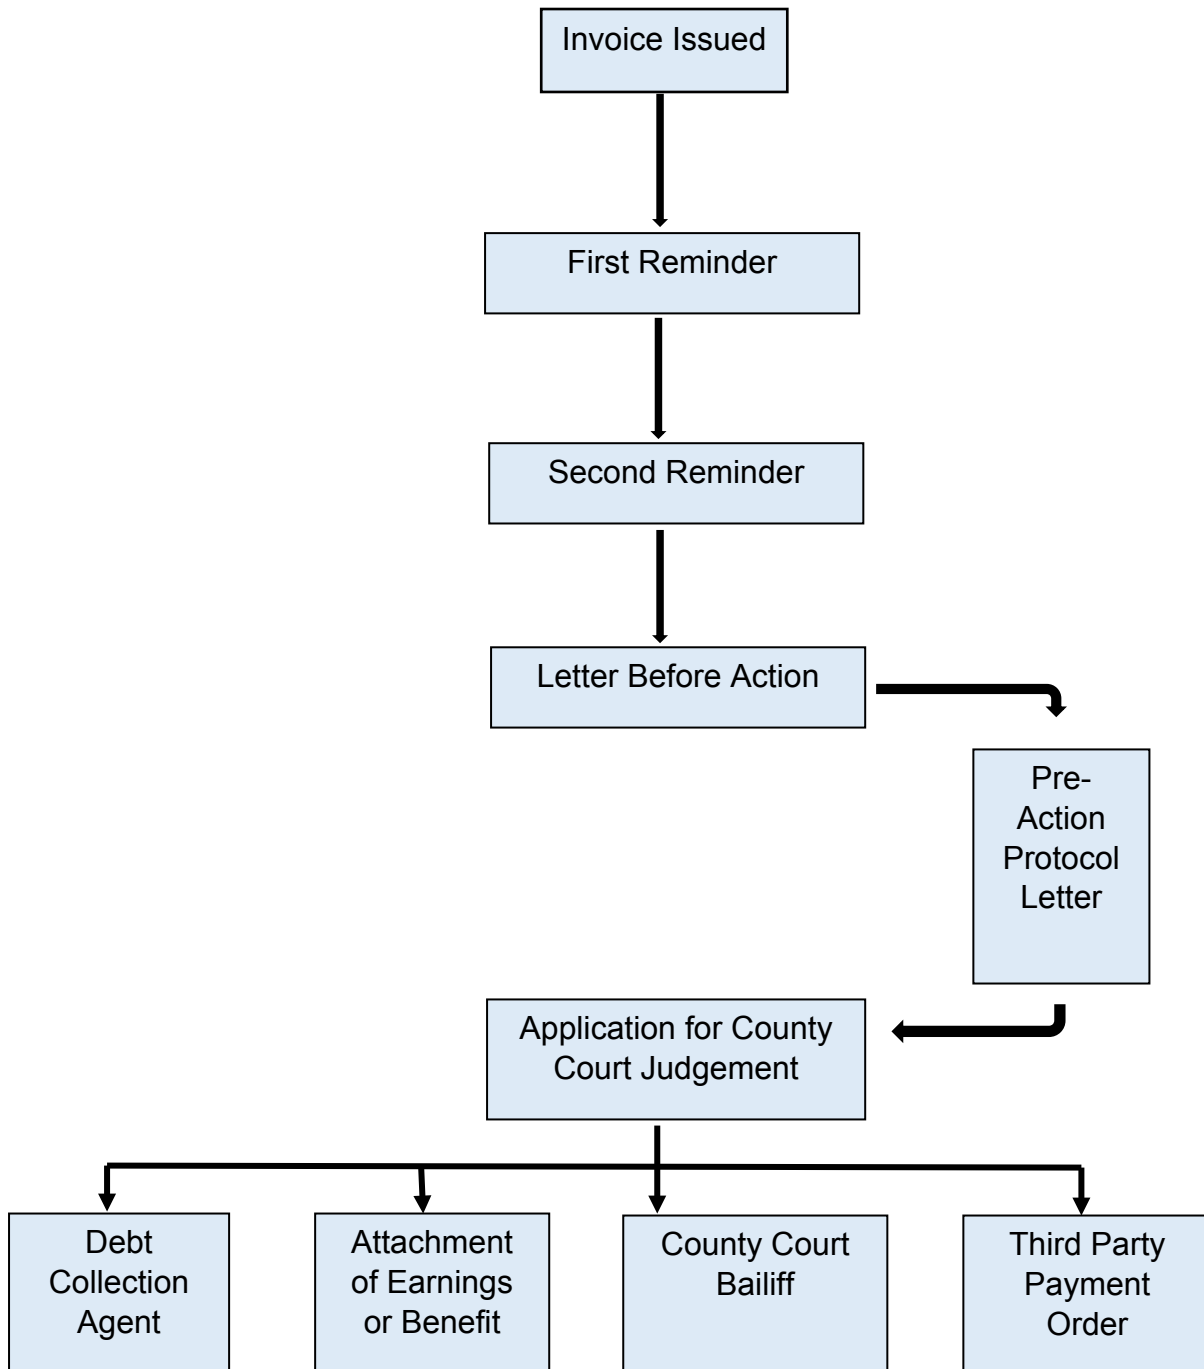 Invoice Issued
First Reminder
Second Reminder
Letter Before Action
Pre-
Action
Protocol
Letter
Application for County
Court Judgement
Debt
Collection
Agent
Attachment
of Earnings
or Benefit
County Court
Bailiff
Third Party
Payment
Order